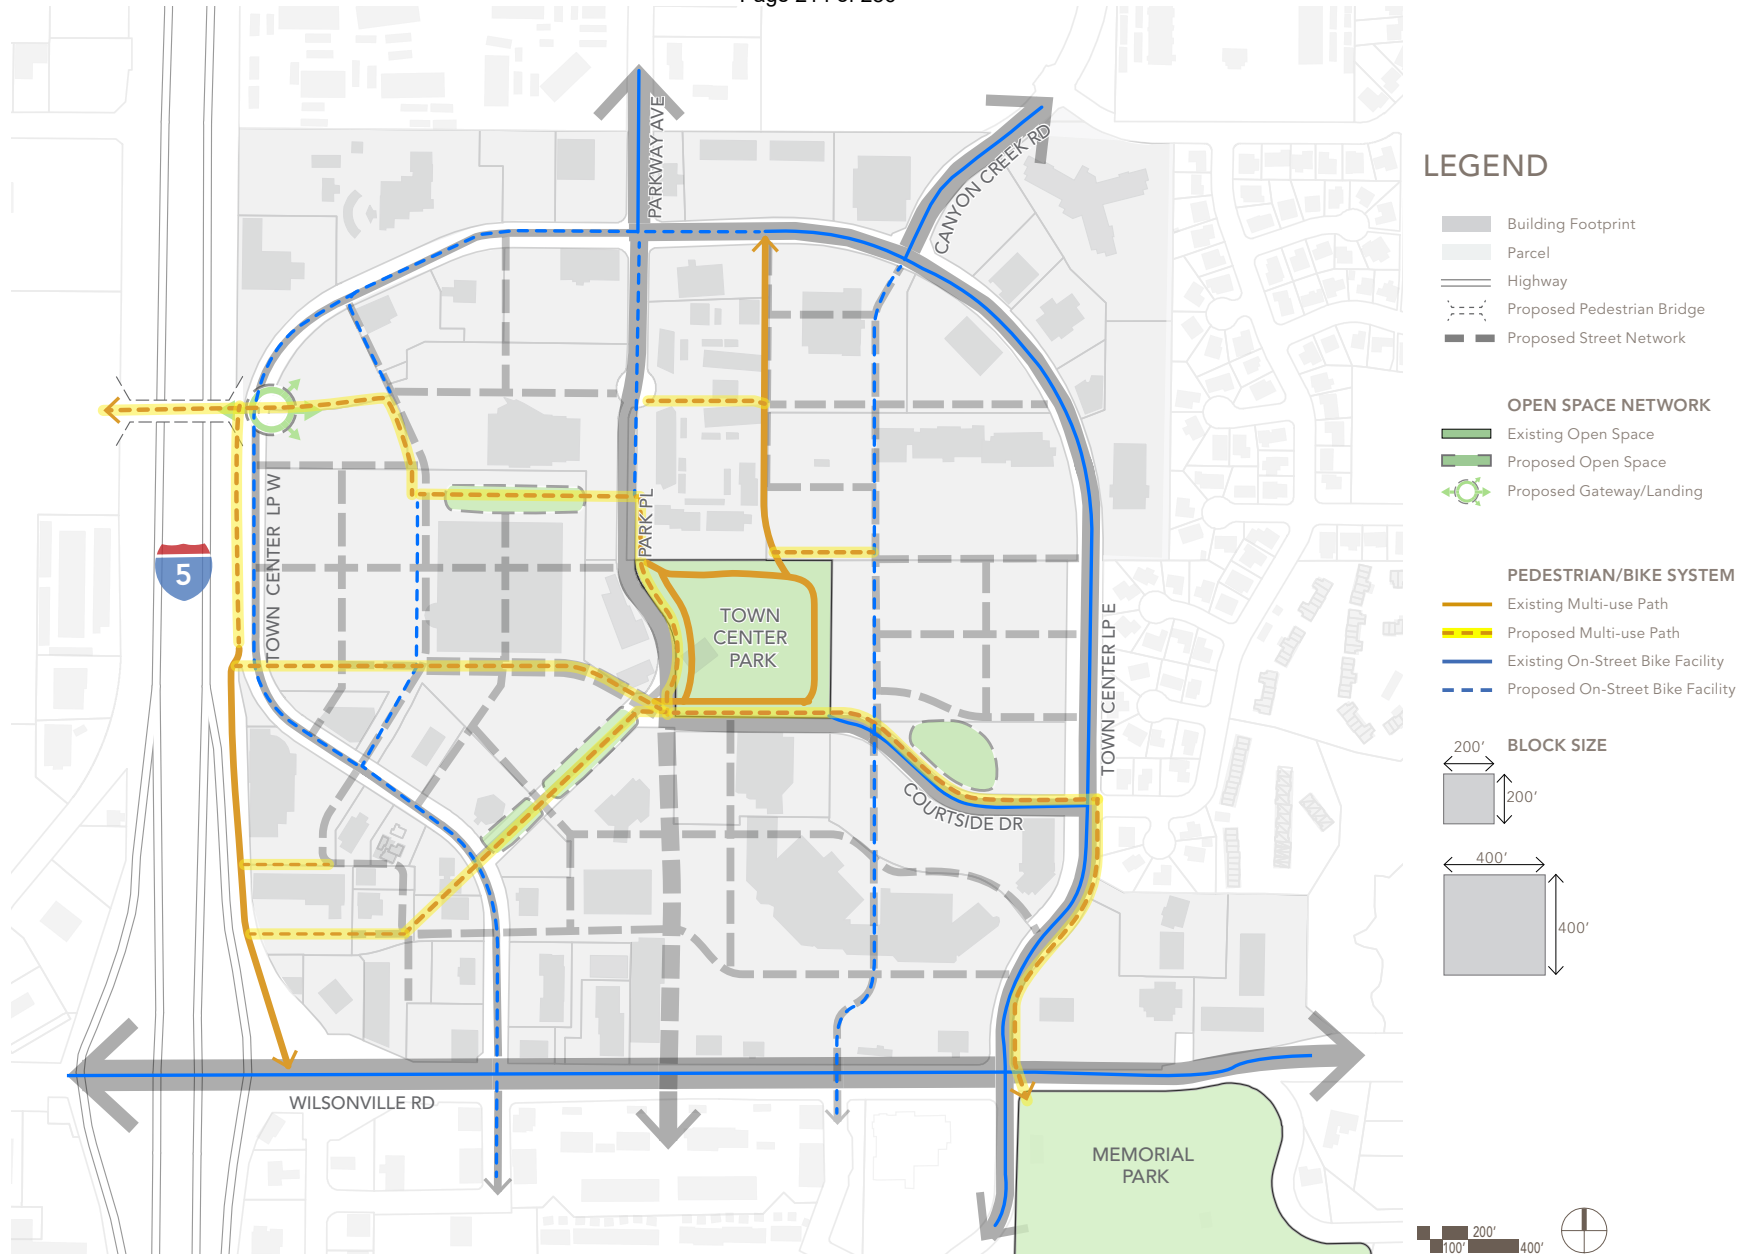 PARKWAY AVE
CANYON CREEK RD
TOWN CENTER LP W
PARK PL
5
TOWN
CENTER
PARK
TOWN CENTER LP E
COURTSIDE DR
WILSONVILLE RD
MEMORIAL
PARK
LEGEND
Building Footprint
Parcel
Highway
Proposed Pedestrian Bridge
Proposed Street Network
OPEN SPACE NETWORK
Existing Open Space
Proposed Open Space
Proposed Gateway/Landing
PEDESTRIAN/BIKE SYSTEM
Existing Multi-use Path
Proposed Multi-use Path
Existing On-Street Bike Facility
Proposed On-Street Bike Facility
BLOCK SIZE
200'
200'
400'
400'
200'
100'
400'